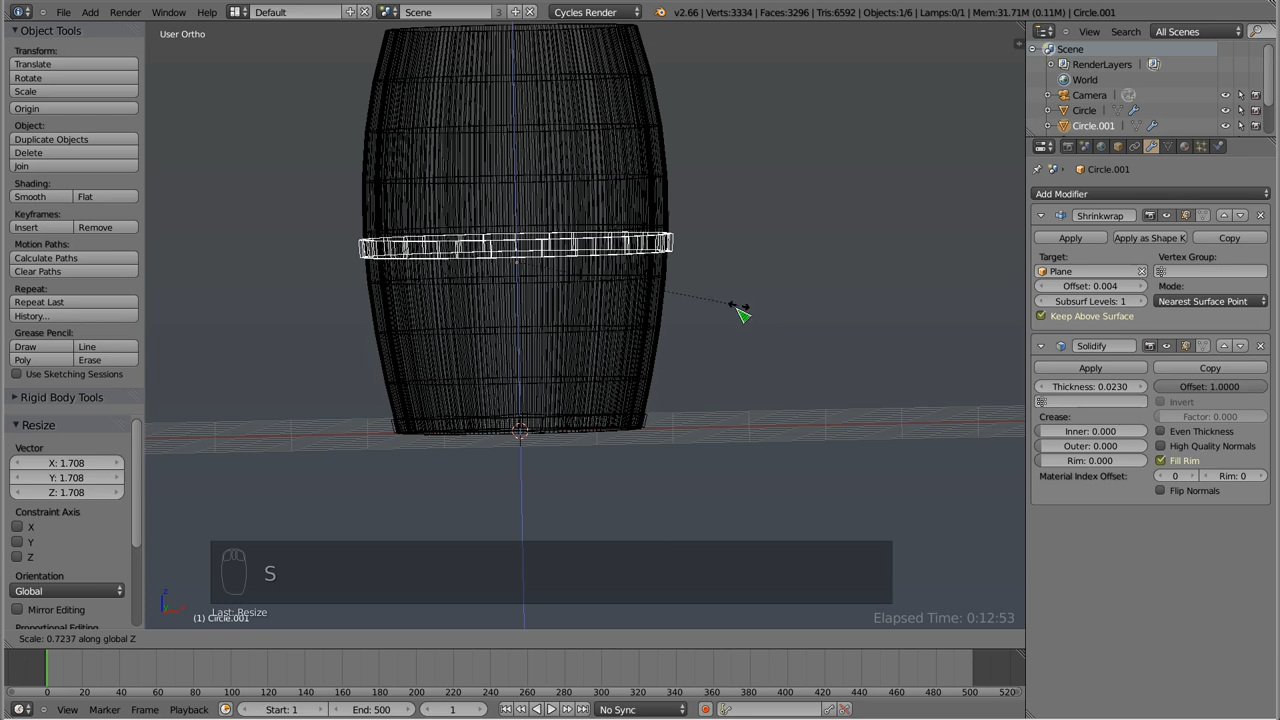 File Add Render Window Help Default Scene 3 Cycles Render v2.66 | Verts:3334 | Faces:3296 | Tris:6592 | Objects:1/6 | Lamps:0/1 | Mem:31.71M (0.11M) | Circle.001
Object Tools
Transform:
Translate
Rotate
Scale
Origin
Object:
Duplicate Objects
Delete
Join
Shading:
Smooth Flat
Keyframes:
Insert Remove
Motion Paths:
Calculate Paths
Clear Paths
Repeat:
Repeat Last
History...
Grease Pencil:
Draw Line
Poly Erase
Use Sketching Sessions
Rigid Body Tools
Resize
Vector
X: 1.708
Y: 1.708
Z: 1.708
Constraint Axis
X
Y
Z
Orientation
Global
Mirror Editing
Proportional Editing
User Ortho
S
Last: Resize
(1) Circle.001
Elapsed Time: 0:12:53
Scale: 0.7237 along global Z
View Search All Scenes
Scene
RenderLayers
World
Camera
Circle
Circle.001
Circle.001
Add Modifier
Shrinkwrap
Apply Apply as Shape K Copy
Target: Vertex Group:
Plane
Offset: 0.004 Mode:
Subsurf Levels: 1 Nearest Surface Point
Keep Above Surface
Solidify
Apply Copy
Thickness: 0.0230 Offset: 1.0000
Invert
Crease: Factor: 0.000
Inner: 0.000 Even Thickness
Outer: 0.000 High Quality Normals
Rim: 0.000 Fill Rim
Material Index Offset: 0 Rim: 0
Flip Normals
0 20 40 60 80 100 120 140 160 180 200 220 240 260 280 300 320 340 360 380 400 420 440 460 480 500 520
View Marker Frame Playback Start: 1 End: 500 1 No Sync